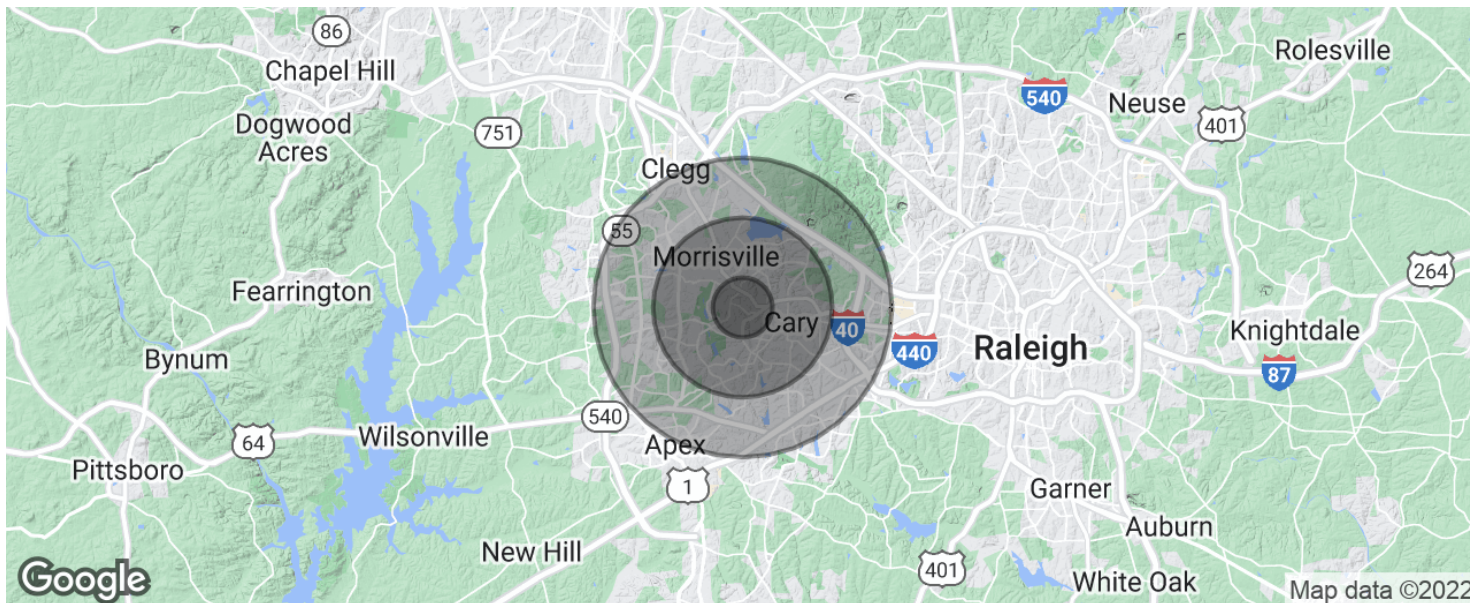 86
Chapel Hill
Rolesville
540
Neuse
401
Dogwood
Acres
751
Clegg
55
Morrisville
264
Fearrington
Cary
40
Knightdale
Bynum
440
Raleigh
87
540
Wilsonville
64
Apex
Pittsboro
1
Garner
Auburn
New Hill
401
White Oak
Google
Map data ©2022